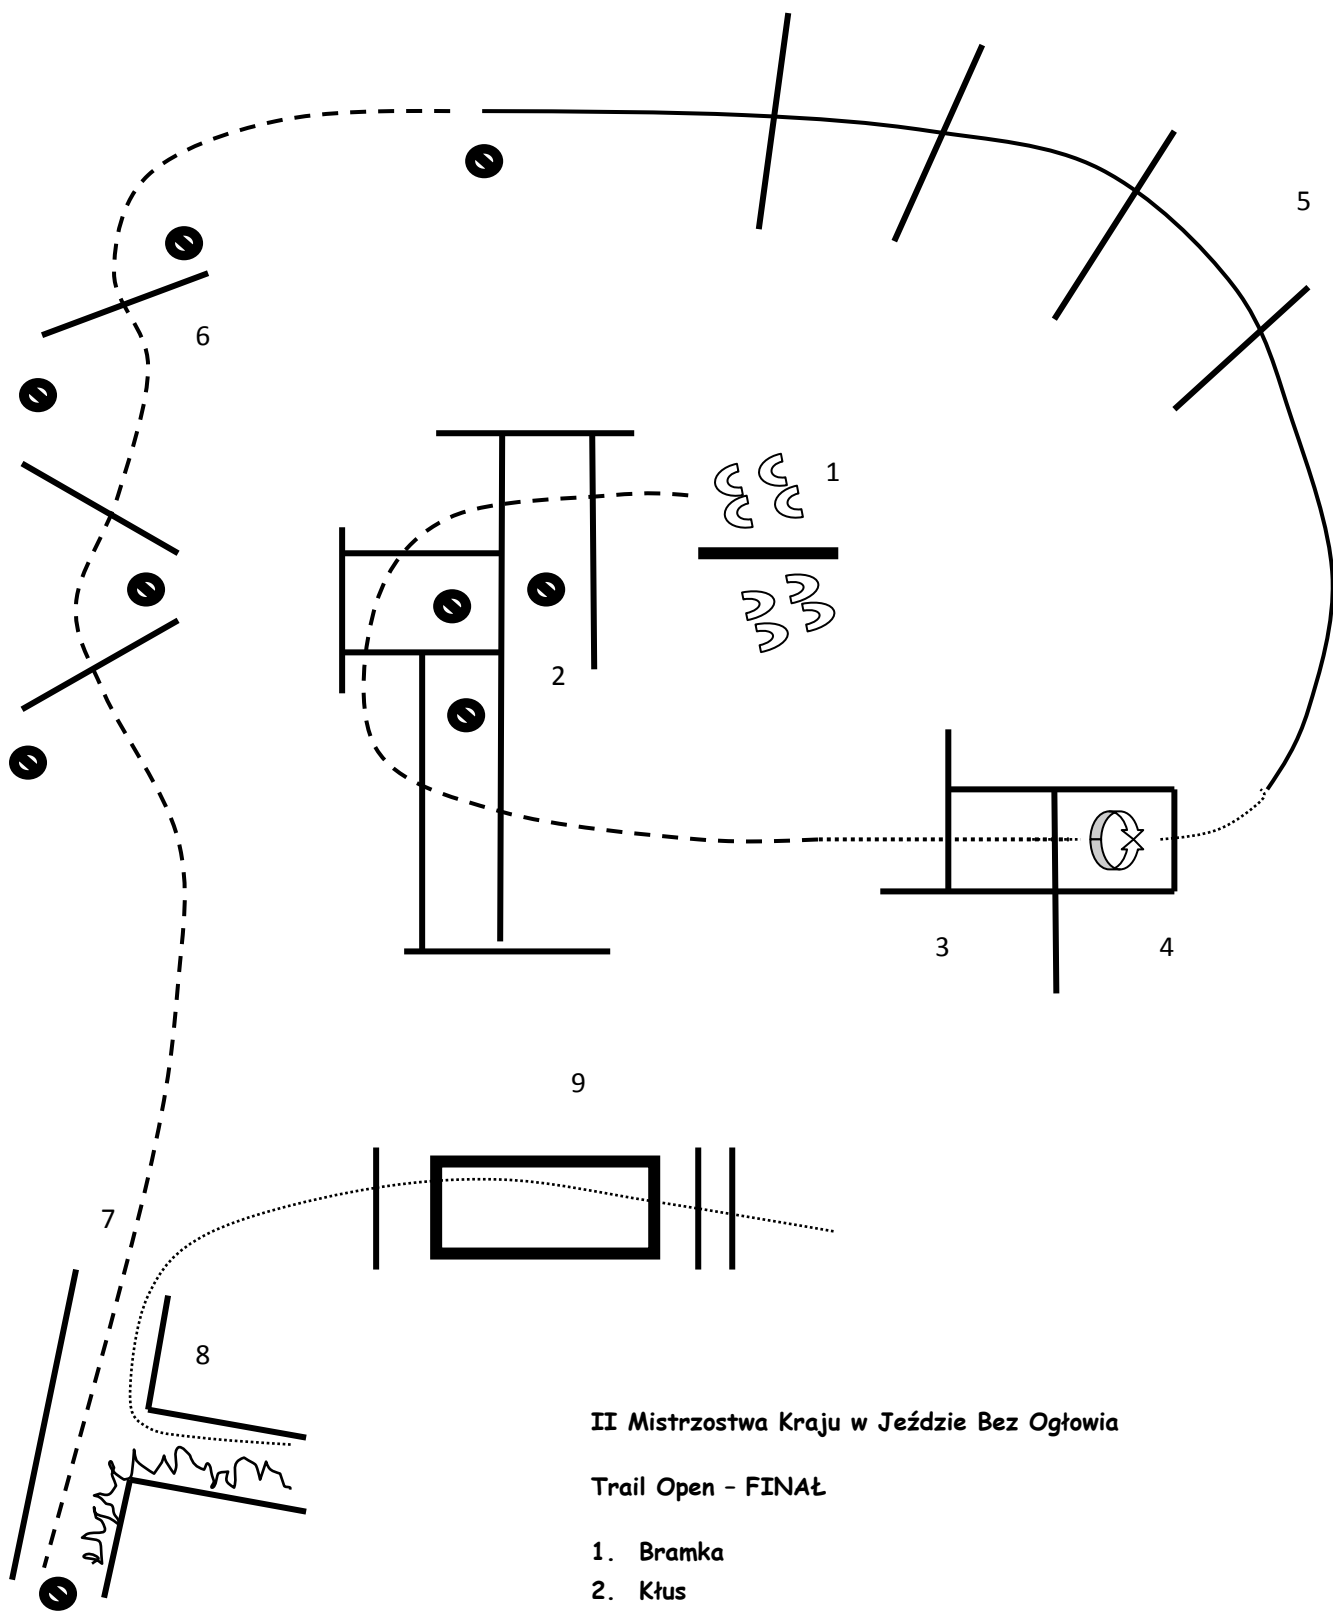 5
6
1
2
3 4
9
7
8
II Mistrzostwa Kraju w Jeździe Bez Ogłowia
Trail Open – FINAŁ
1. Bramka
2. Kłus